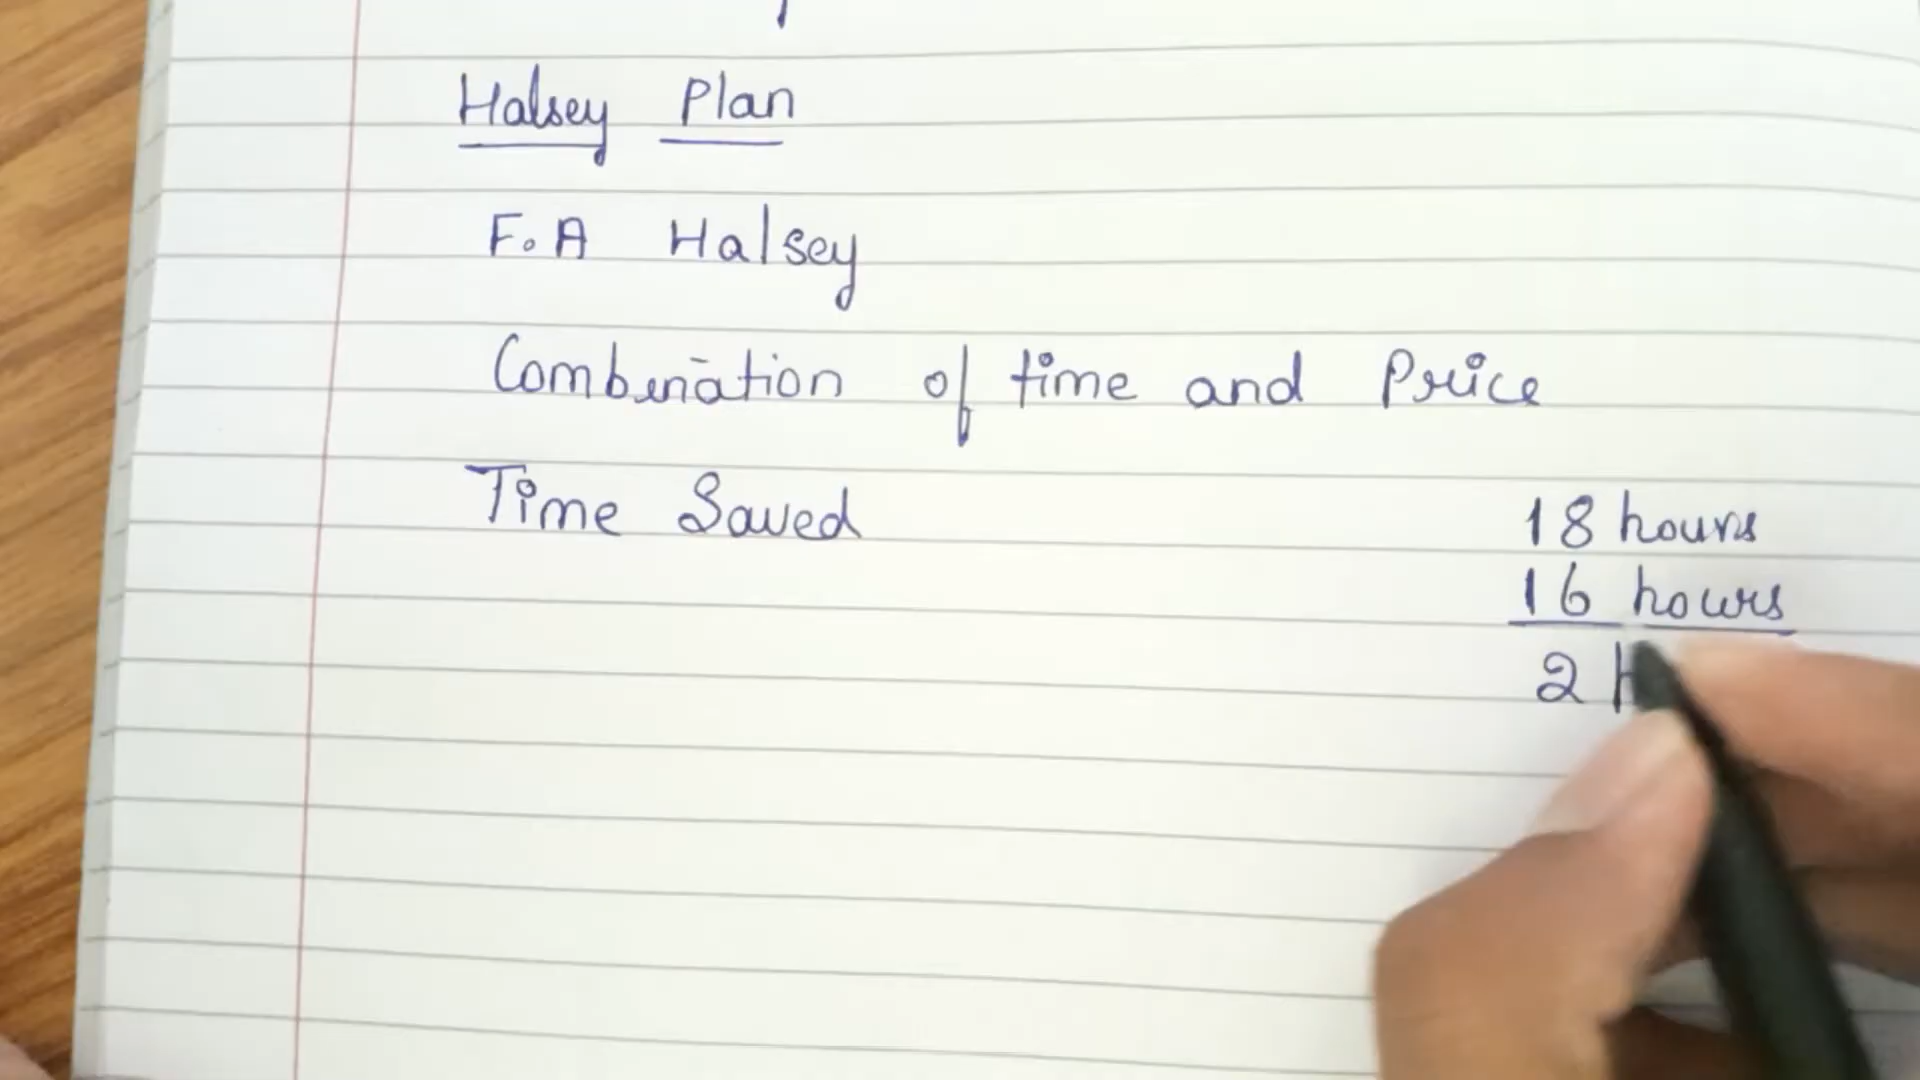 Halsey Plan
F.A Halsey
Combination of time and Price
Time Saved
18 hours
16 hours
2 h